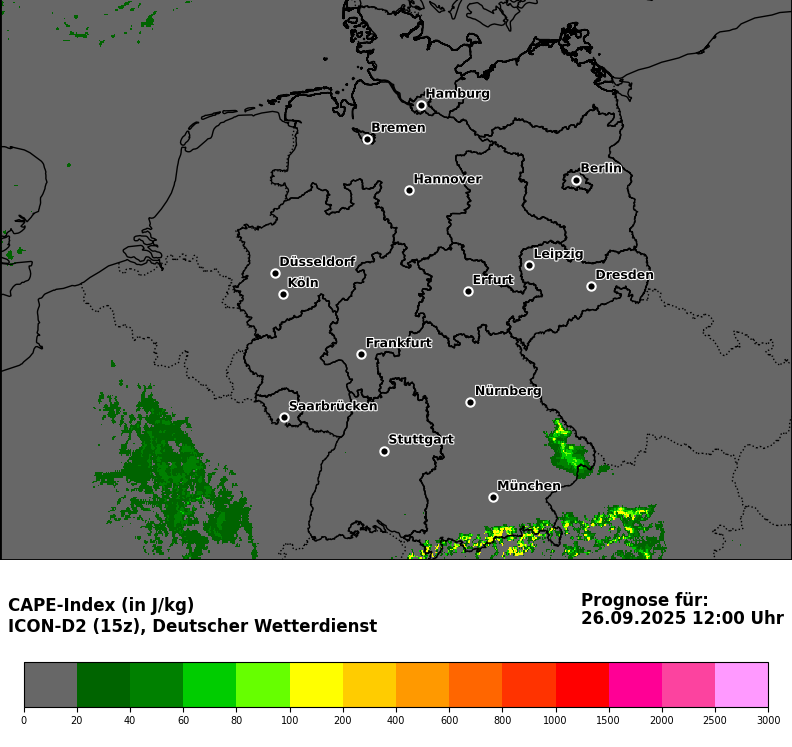 Hamburg
Bremen
Berlin
Hannover
Leipzig
Düsseldorf
Dresden
Köln
Erfurt
Frankfurt
Nürnberg
Saarbrücken
Stuttgart
München
CAPE-Index (in J/kg)
ICON-D2 (15z), Deutscher Wetterdienst
Prognose für:
26.09.2025 12:00 Uhr
0 20 40 60 80 100 200 400 600 800 1000 1500 2000 2500 3000